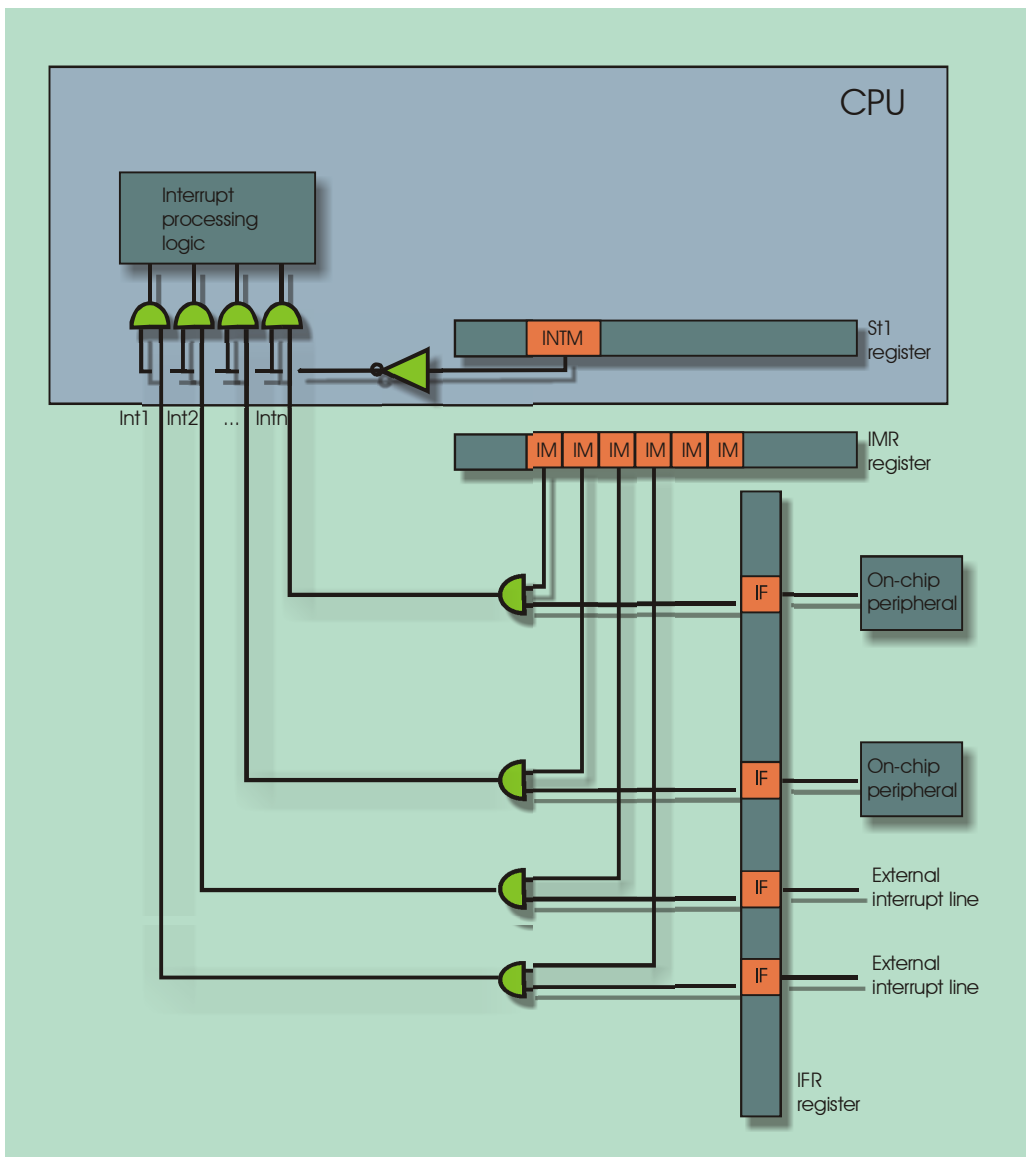 CPU
Interrupt
processing
logic
INTM
St1
register
Int1 Int2 ... Intn
IM IM IM IM IM IM
IMR
register
IF
On-chip
peripheral
IF
On-chip
peripheral
IF
External
interrupt line
IF
External
interrupt line
IFR
register